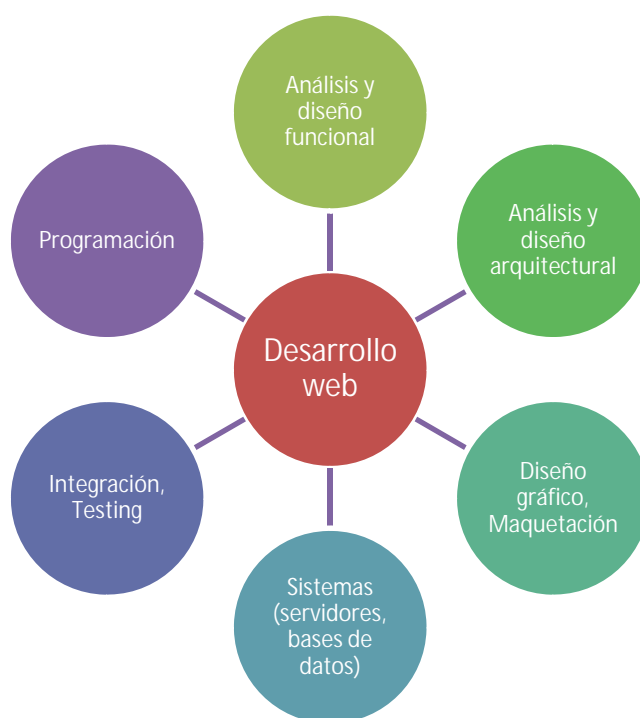 Análisis y
diseño
funcional
Análisis y
diseño
arquitectural
Programación
Desarrollo
web
Diseño
gráfico,
Maquetación
Integración,
Testing
Sistemas
(servidores,
bases de
datos)